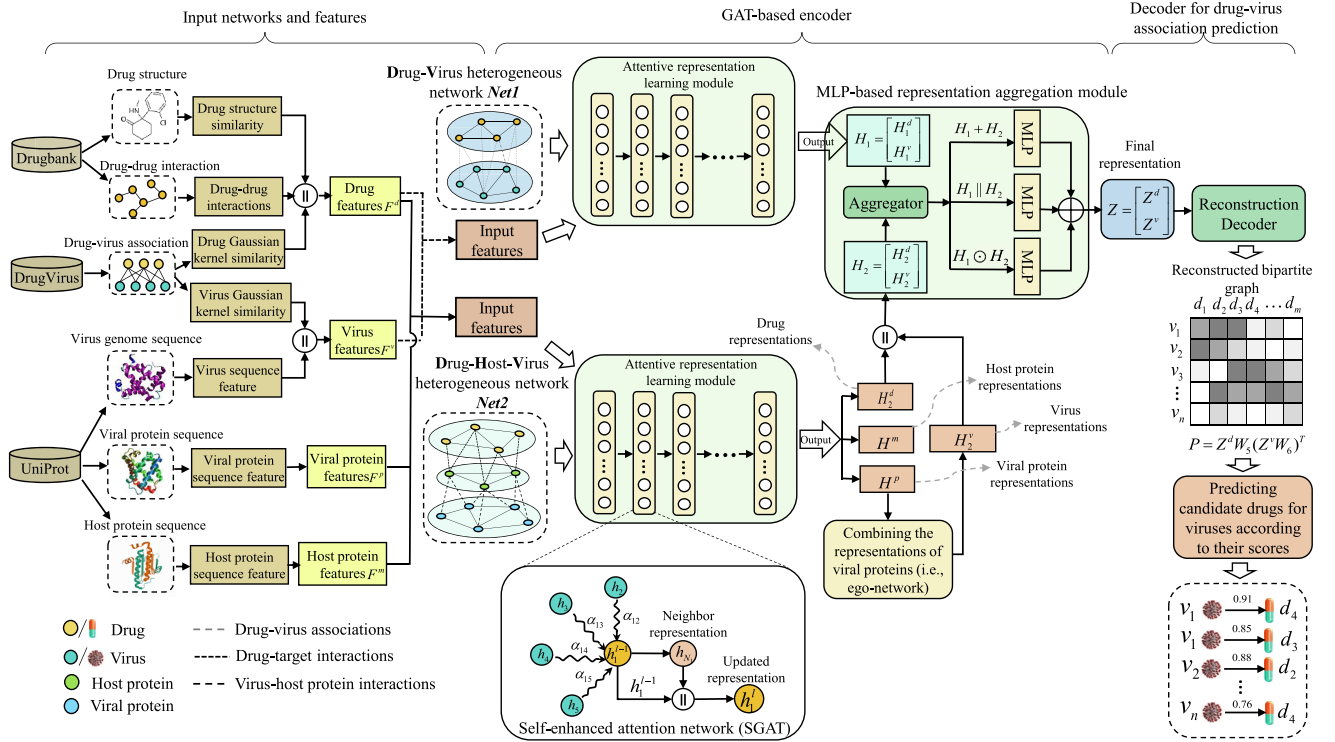 Input networks and features
GAT-based encoder
Decoder for drug-virus
association prediction
Drug structure
HN
O
Cl
Drug structure
similarity
Drugbank
Drug-drug interaction
Drug-drug
interactions
||
Drug
features F^d
Drug-virus association
Drug Gaussian
kernel similarity
DrugVirus
Virus Gaussian
kernel similarity
||
Virus
features F^v
Virus genome sequence
Virus sequence
feature
UniProt
Viral protein sequence
Viral protein
sequence feature
Viral protein
features F^p
Host protein sequence
Host protein
sequence feature
Host protein
features F^m
Drug-Virus heterogeneous
network Net1
Input
features
Input
features
Drug-Host-Virus
heterogeneous network
Net2
Attentive representation
learning module
Output
Attentive representation
learning module
Output
MLP-based representation aggregation module
H_1 = [H_1^d H_1^v]
Aggregator
H_2 = [H_2^d H_2^v]
H_1 + H_2
MLP
H_1 || H_2
MLP
H_1 ⊙ H_2
MLP
||
Drug
representations
H_2^d
Host protein
representations
H^m
Virus
representations
H_2^v
H^p
Viral protein
representations
Combining the
representations of
viral proteins (i.e.,
ego-network)
Final
representation
Z = [Z^d Z^v]
Reconstruction
Decoder
Reconstructed bipartite
graph
d_1 d_2 d_3 d_4 … d_m
v_1
v_2
v_3
⋮
v_n
P = Z^d W_5 (Z^v W_6)^T
Predicting
candidate drugs for
viruses according
to their scores
v_1 0.91 d_4
v_1 0.85 d_3
v_2 0.88 d_2
⋮
v_n 0.76 d_4
h_2
h_3
α_13
α_12
Neighbor
representation
h_4
α_14
h_1^{l-1}
h_{N_1}
α_15
h_5
h_1^{l-1}
||
Updated
representation
h_1^l
Self-enhanced attention network (SGAT)
/ Drug
/ Virus
Host protein
Viral protein
Drug-virus associations
Drug-target interactions
Virus-host protein interactions